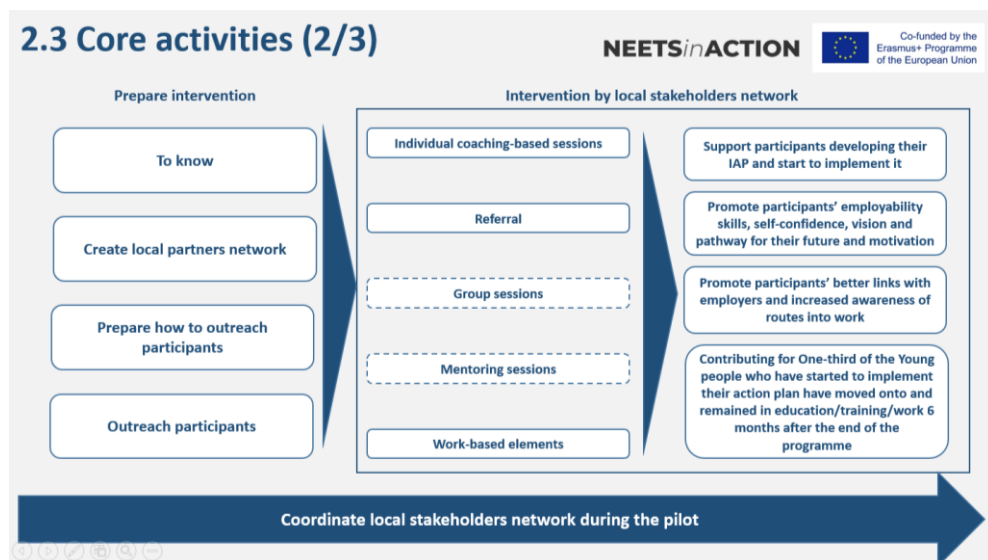 2.3 Core activities (2/3)
NEETSinACTION
Co-funded by the
Erasmus+ Programme
of the European Union
Prepare intervention
To know
Create local partners network
Prepare how to outreach
participants
Outreach participants
Intervention by local stakeholders network
Individual coaching-based sessions
Referral
Group sessions
Mentoring sessions
Work-based elements
Support participants developing their
IAP and start to implement it
Promote participants’ employability
skills, self-confidence, vision and
pathway for their future and motivation
Promote participants’ better links with
employers and increased awareness of
routes into work
Contributing for One-third of the Young
people who have started to implement
their action plan have moved onto and
remained in education/training/work 6
months after the end of the
programme
Coordinate local stakeholders network during the pilot